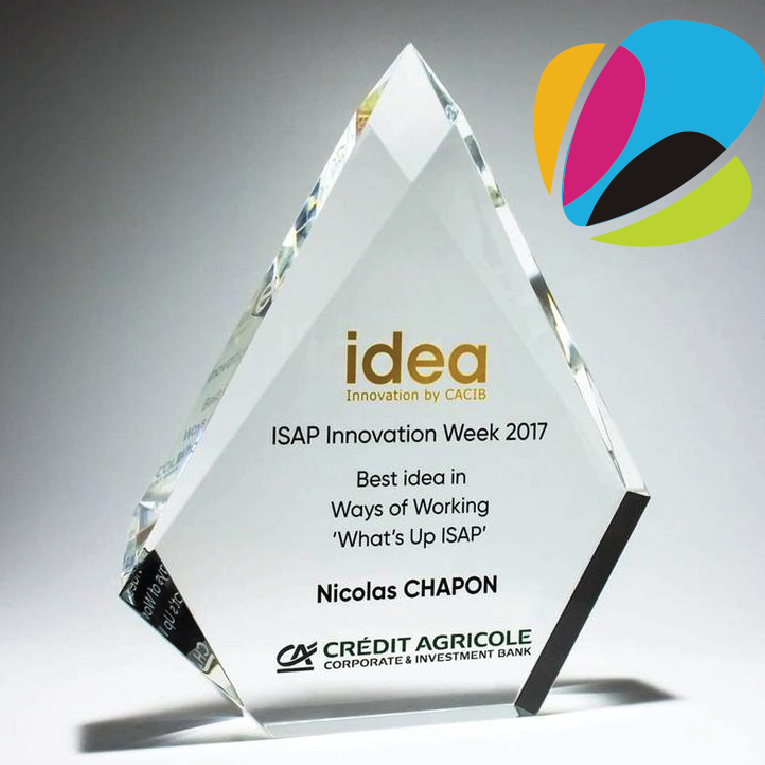 idea
Innovation by CACIB
ISAP Innovation Week 2017
Best idea in
Ways of Working
‘What’s Up ISAP’
Nicolas CHAPON
CA CRÉDIT AGRICOLE
CORPORATE & INVESTMENT BANK